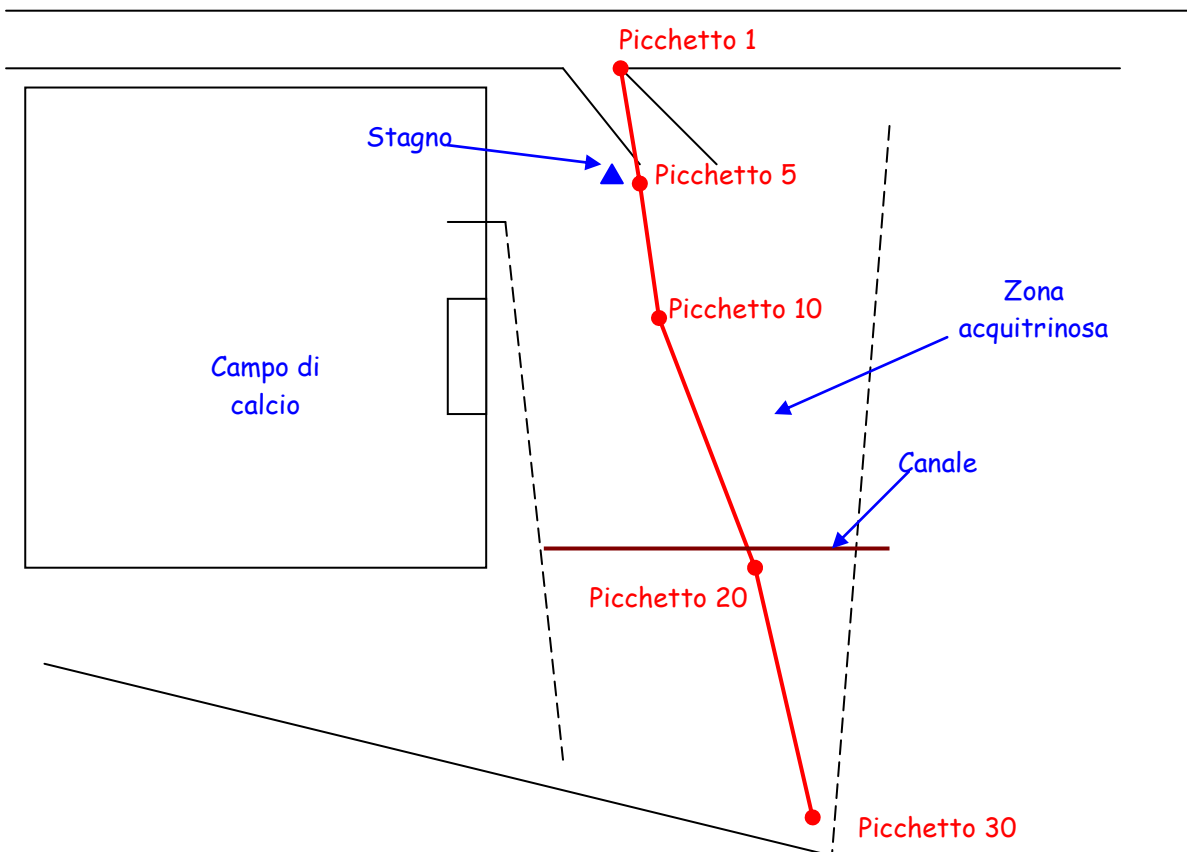 Picchetto 1
Stagno
Picchetto 5
Zona
acquitrinosa
Picchetto 10
Campo di
calcio
Canale
Picchetto 20
Picchetto 30